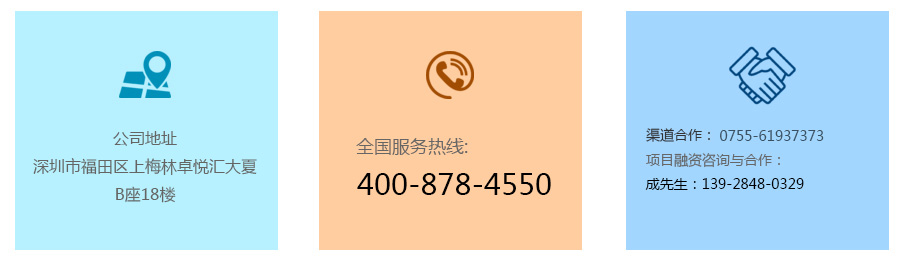 公司地址
深圳市福田区上梅林卓悦汇大夏
B座18楼
全国服务热线:
400-878-4550
渠道合作： 0755-61937373
项目融资咨询与合作：
成先生：139-2848-0329